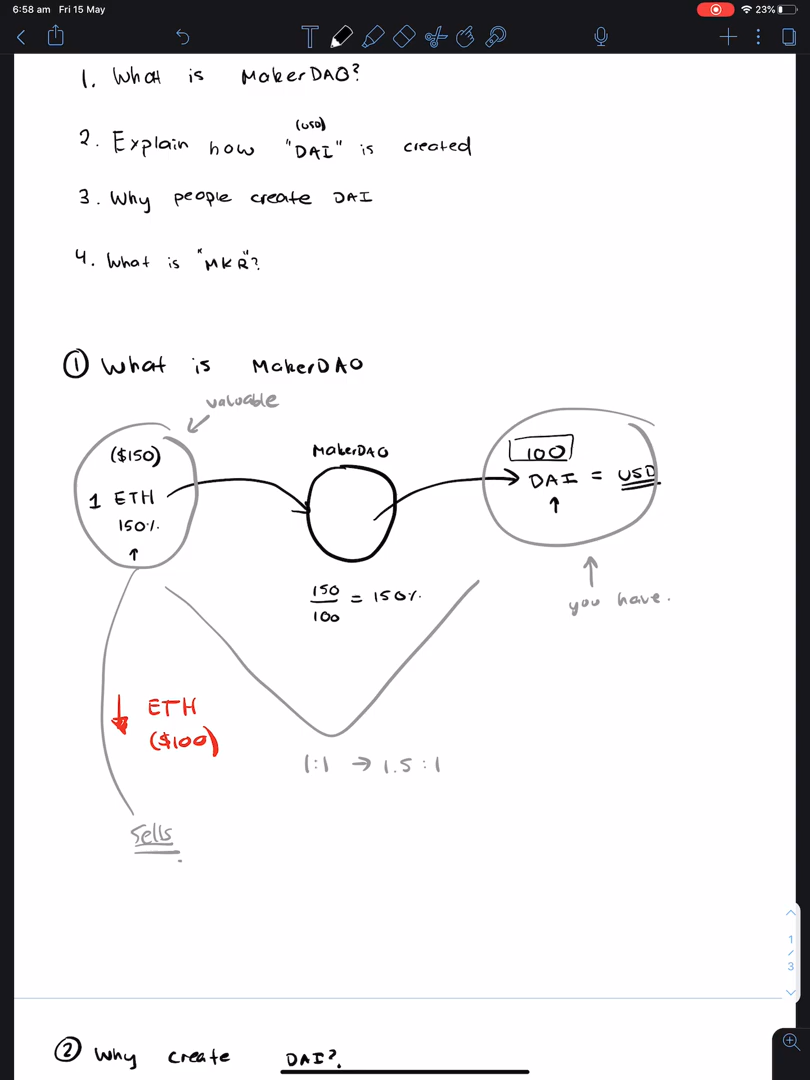 6:58 am Fri 15 May
23%
1. What is MakerDAO?
(USD)
2. Explain how "DAI" is created
3. Why people create DAI
4. What is "MKR"?
① What is MakerDAO
valuable
($150)
1 ETH
150%
MakerDAO
100
DAI = USD
150
100
= 150%
you have.
ETH
($100)
1:1 → 1.5:1
Sells
1
/
3
② Why create DAI?
T